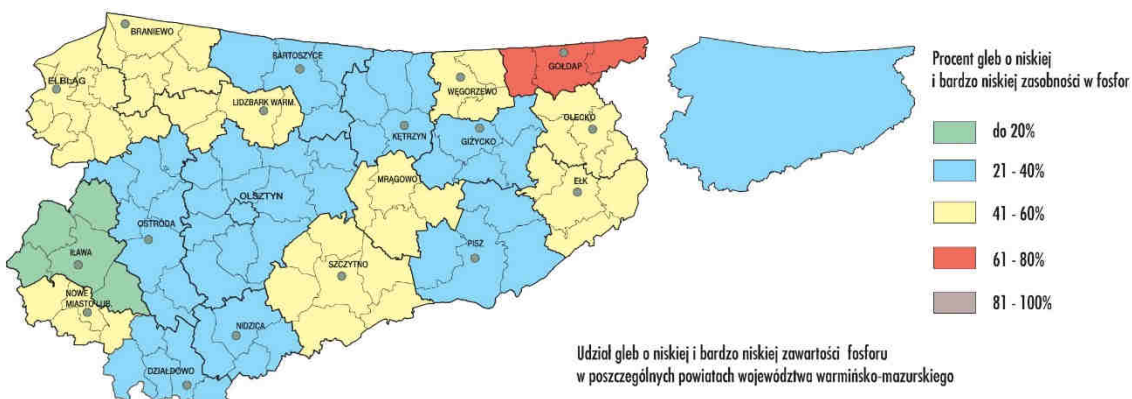 BRANIEWO
BARTOSZYCE
GOŁDAP
ELBLĄG
WĘGORZEWO
LIDZBARK WARM.
OLECKO
KĘTRZYN
GIŻYCKO
MRĄGOWO
EŁK
OLSZTYN
OSTRÓDA
IŁAWA
PISZ
SZCZYTNO
NOWE
MIASTO LUB.
NIDZICA
DZIAŁDOWO
Procent gleb o niskiej
i bardzo niskiej zasobności w fosfor
do 20%
21 - 40%
41 - 60%
61 - 80%
81 - 100%
Udział gleb o niskiej i bardzo niskiej zawartości fosforu
w poszczególnych powiatach województwa warmińsko-mazurskiego